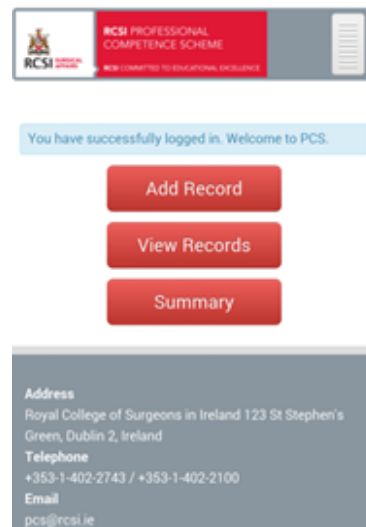 RCSI PROFESSIONAL
COMPETENCE SCHEME
RCSI SURGICAL
AFFAIRS
RCSI COMMITTED TO EDUCATIONAL EXCELLENCE
You have successfully logged in. Welcome to PCS.
Add Record
View Records
Summary
Address
Royal College of Surgeons in Ireland 123 St Stephen's
Green, Dublin 2, Ireland
Telephone
+353-1-402-2743 / +353-1-402-2100
Email
pcs@rcsi.ie